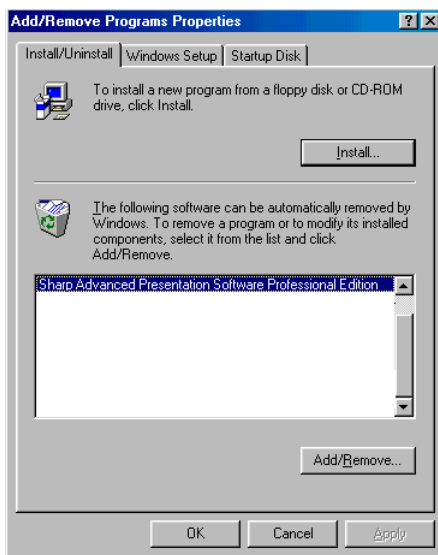 Add/Remove Programs Properties
Install/Uninstall Windows Setup Startup Disk
To install a new program from a floppy disk or CD-ROM
drive, click Install.
Install...
The following software can be automatically removed by
Windows. To remove a program or to modify its installed
components, select it from the list and click
Add/Remove.
Sharp Advanced Presentation Software Professional Edition
Add/Remove...
OK Cancel Apply